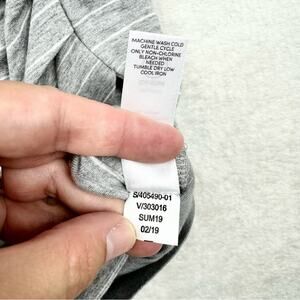 MACHINE WASH COLD
GENTLE CYCLE
ONLY NON-CHLORINE
BLEACH WHEN
NEEDED
TUMBLE DRY LOW
COOL IRON
S/405490-01
V/303016
SUM19
02/19